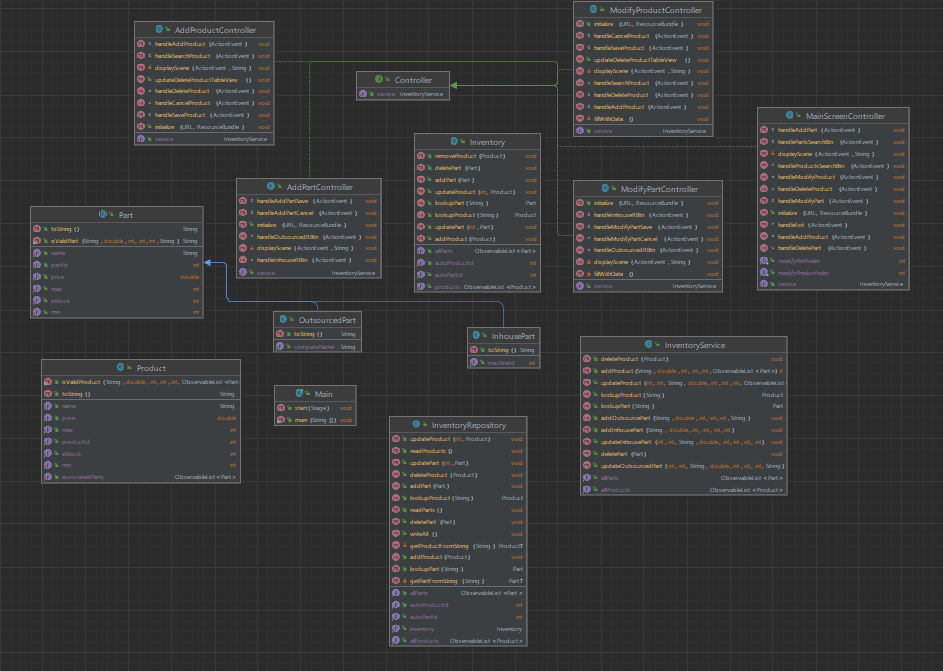 AddProductController
handleAddProduct (ActionEvent) void
handleSearchProduct (ActionEvent) void
displayScene (ActionEvent, String) void
updateDeleteProductTableView () void
handleDeleteProduct (ActionEvent) void
handleCancelProduct (ActionEvent) void
handleSaveProduct (ActionEvent) void
initialize (URL, ResourceBundle) void
service InventoryService
Controller
service InventoryService
ModifyProductController
initialize (URL, ResourceBundle) void
handleCancelProduct (ActionEvent) void
handleSaveProduct (ActionEvent) void
updateDeleteProductTableView () void
displayScene (ActionEvent, String) void
handleSearchProduct (ActionEvent) void
handleDeleteProduct (ActionEvent) void
handleAddProduct (ActionEvent) void
fillWithData () void
service InventoryService
MainScreenController
handleAddPart (ActionEvent) void
handlePartsSearchBtn (ActionEvent) void
displayScene (ActionEvent, String) void
handleProductsSearchBtn (ActionEvent) void
handleModifyProduct (ActionEvent) void
handleDeleteProduct (ActionEvent) void
handleModifyPart (ActionEvent) void
initialize (URL, ResourceBundle) void
handleExit (ActionEvent) void
handleAddProduct (ActionEvent) void
handleDeletePart (ActionEvent) void
modifyPartIndex int
modifyProductIndex int
service InventoryService
Inventory
removeProduct (Product) void
deletePart (Part) void
addPart (Part) void
updateProduct (int, Product) void
lookupPart (String) Part
lookupProduct (String) Product
updatePart (int, Part) void
addProduct (Product) void
allParts ObservableList <Part>
autoProductId int
autoPartId int
products ObservableList <Product>
AddPartController
handleAddPartSave (ActionEvent) void
handleAddPartCancel (ActionEvent) void
initialize (URL, ResourceBundle) void
handleOutsourcedRBtn (ActionEvent) void
displayScene (ActionEvent, String) void
handleInhouseRBtn (ActionEvent) void
service InventoryService
ModifyPartController
initialize (URL, ResourceBundle) void
handleInhouseRBtn (ActionEvent) void
handleModifyPartSave (ActionEvent) void
handleModifyPartCancel (ActionEvent) void
handleOutsourcedRBtn (ActionEvent) void
displayScene (ActionEvent, String) void
fillWithData () void
service InventoryService
Part
toString () String
isValidPart (String, double, int, int, int, String) String
name String
partId int
price double
max int
inStock int
min int
OutsourcedPart
toString () String
companyName String
InhousePart
toString () String
machineId int
Product
isValidProduct (String, double, int, int, int, ObservableList <Part
toString () String
name String
price double
max int
productId int
inStock int
min int
associatedParts ObservableList <Part>
Main
start (Stage) void
main (String []) void
InventoryService
deleteProduct (Product) void
addProduct (String, double, int, int, int, ObservableList <Part>)
updateProduct (int, int, String, double, int, int, int, ObservableList
lookupProduct (String) Product
lookupPart (String) Part
addOutsourcePart (String, double, int, int, int, String) void
addInhousePart (String, double, int, int, int, int) void
updateInhousePart (int, int, String, double, int, int, int, int) void
deletePart (Part) void
updateOutsourcedPart (int, int, String, double, int, int, int, String)
allParts ObservableList <Part>
allProducts ObservableList <Product>
InventoryRepository
updateProduct (int, Product) void
readProducts () void
updatePart (int, Part) void
deleteProduct (Product) void
addPart (Part) void
lookupProduct (String) Product
readParts () void
deletePart (Part) void
writeAll () void
getProductFromString (String) Product?
addProduct (Product) void
lookupPart (String) Part
getPartFromString (String) Part?
allParts ObservableList <Part>
autoProductId int
autoPartId int
inventory Inventory
allProducts ObservableList <Product>